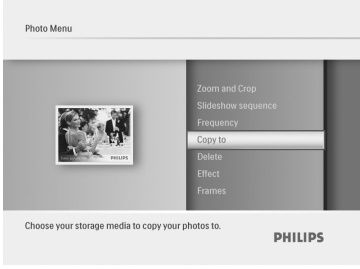 Photo Menu
Zoom and Crop
Slideshow sequence
Frequency
Copy to
Delete
Effect
Frames
PHILIPS
Choose your storage media to copy your photos to.
PHILIPS